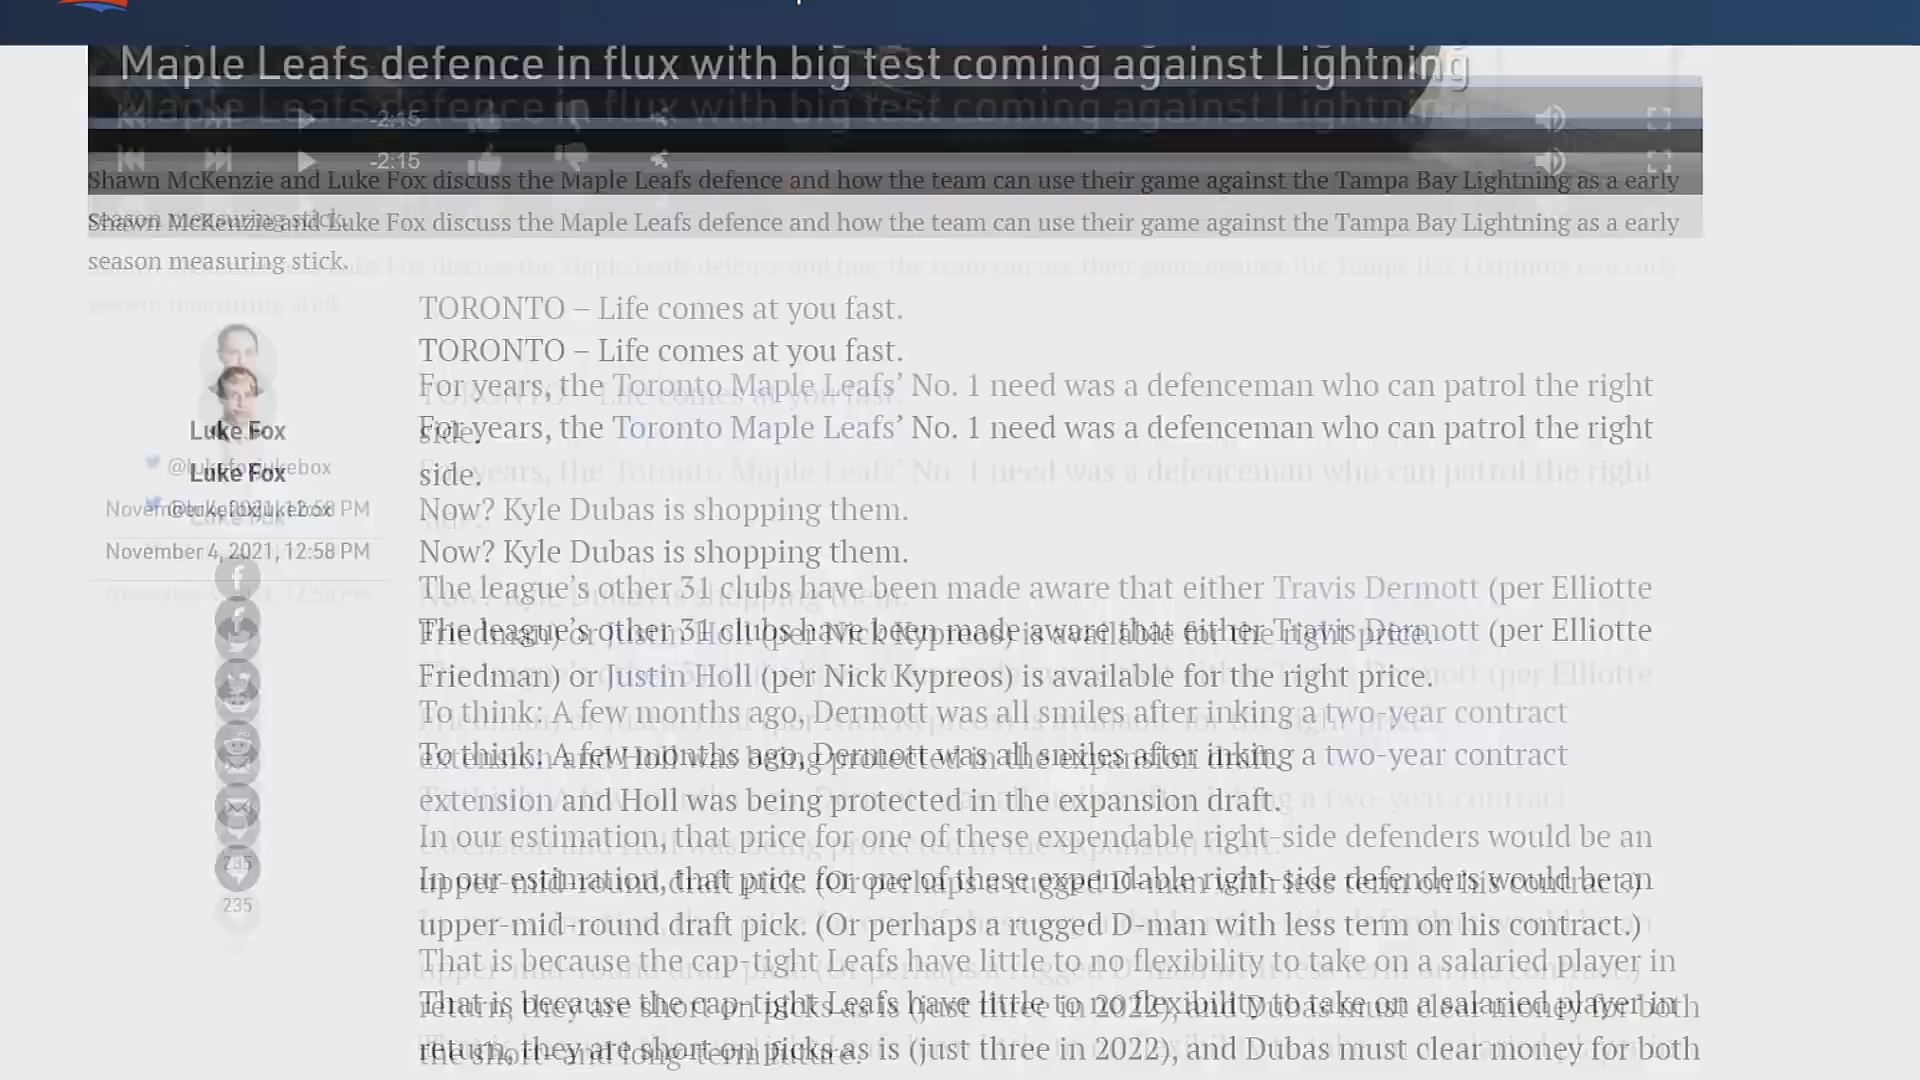 Maple Leafs defence in flux with big test coming against Lightning
-2:15
Shawn McKenzie and Luke Fox discuss the Maple Leafs defence and how the team can use their game against the Tampa Bay Lightning as a early
season measuring stick.
TORONTO – Life comes at you fast.
For years, the Toronto Maple Leafs’ No. 1 need was a defenceman who can patrol the right
side.
Luke Fox
@lukefoxjukebox
November 4, 2021, 12:58 PM
235
Now? Kyle Dubas is shopping them.
The league’s other 31 clubs have been made aware that either Travis Dermott (per Elliotte
Friedman) or Justin Holl (per Nick Kypreos) is available for the right price.
To think: A few months ago, Dermott was all smiles after inking a two-year contract
extension and Holl was being protected in the expansion draft.
In our estimation, that price for one of these expendable right-side defenders would be an
upper-mid-round draft pick. (Or perhaps a rugged D-man with less term on his contract.)
That is because the cap-tight Leafs have little to no flexibility to take on a salaried player in
return, they are short on picks as is (just three in 2022), and Dubas must clear money for both
the short- and long-term future.